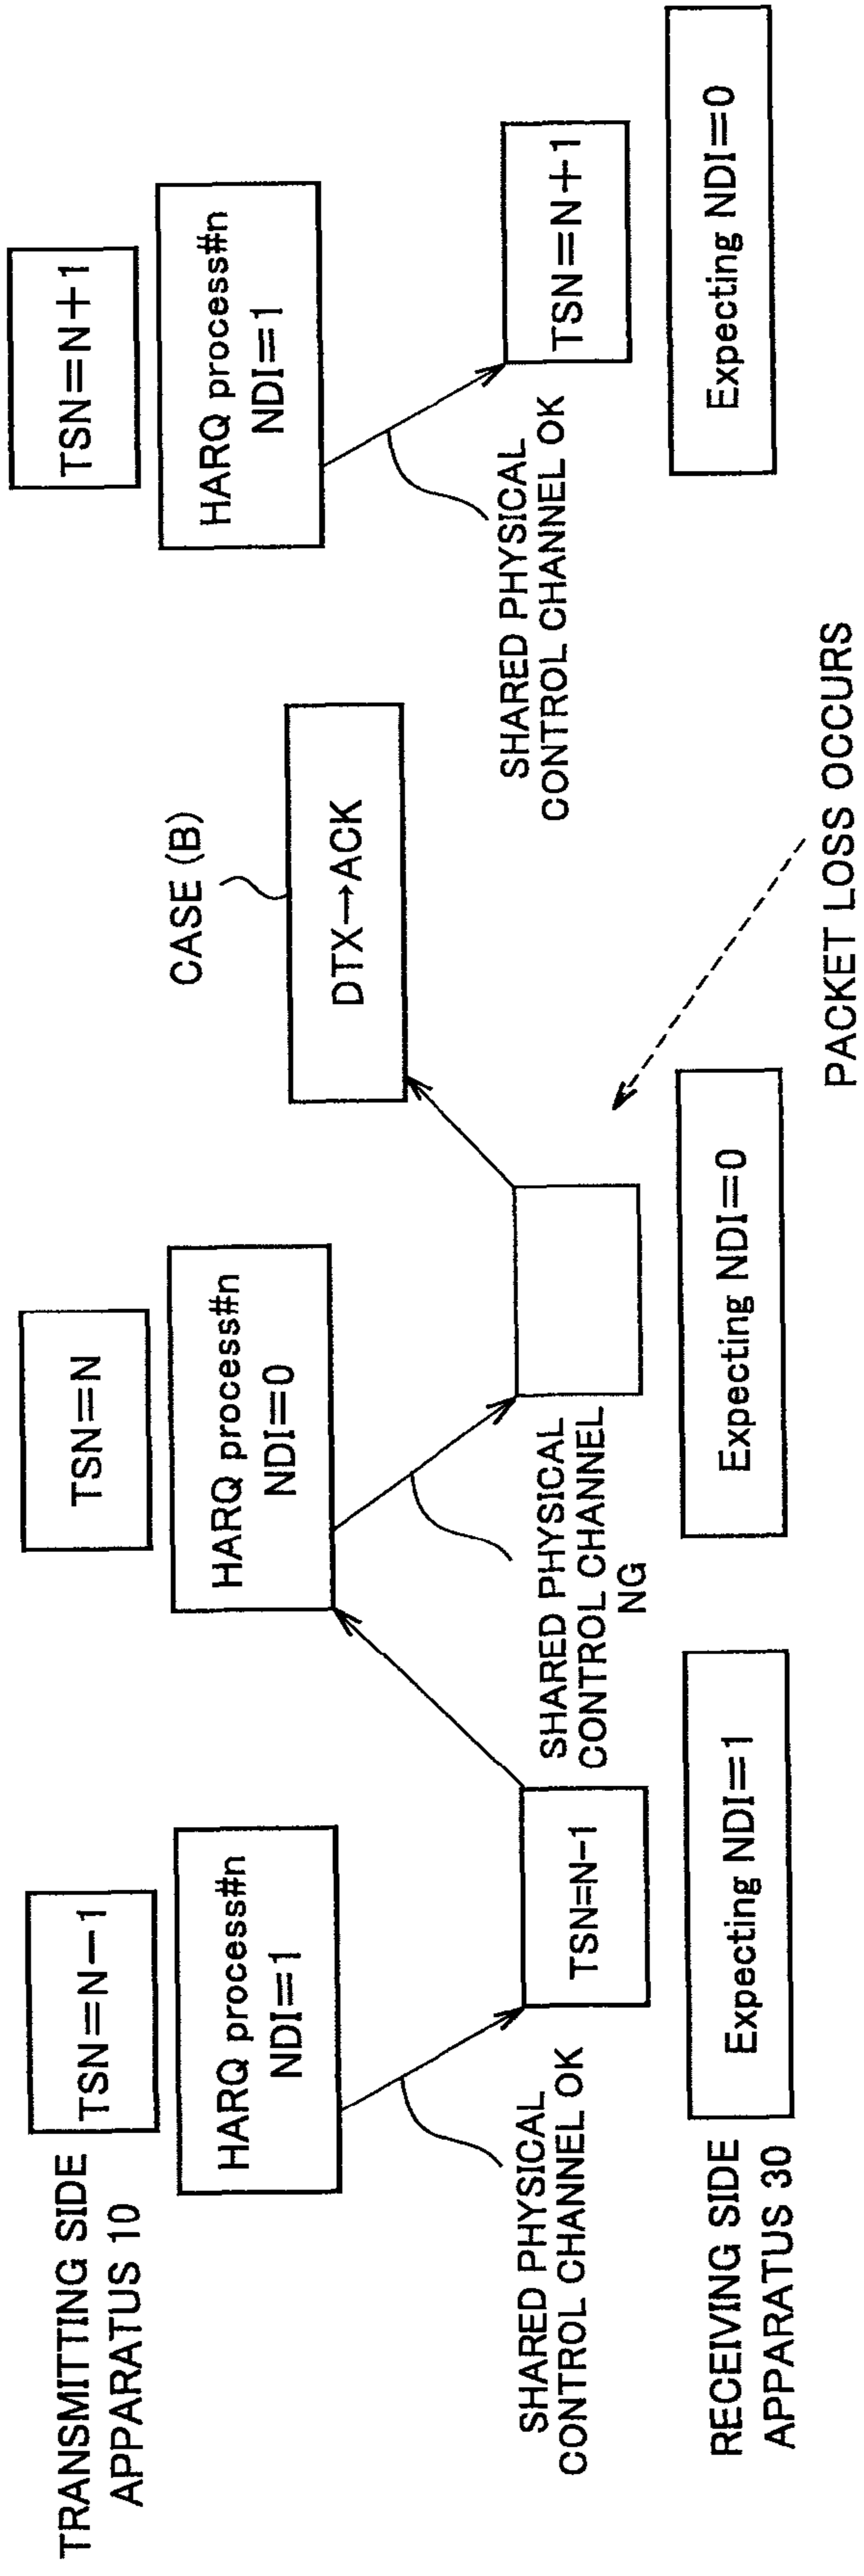 TRANSMITTING SIDE
APPARATUS 10
TSN=N-1
HARQ process#n
NDI=1
SHARED PHYSICAL
CONTROL CHANNEL OK
TSN=N-1
RECEIVING SIDE
APPARATUS 30
Expecting NDI=1
TSN=N
HARQ process#n
NDI=0
SHARED PHYSICAL
CONTROL CHANNEL
NG
Expecting NDI=0
CASE (B)
DTX→ACK
PACKET LOSS OCCURS
TSN=N+1
HARQ process#n
NDI=1
SHARED PHYSICAL
CONTROL CHANNEL OK
TSN=N+1
Expecting NDI=0